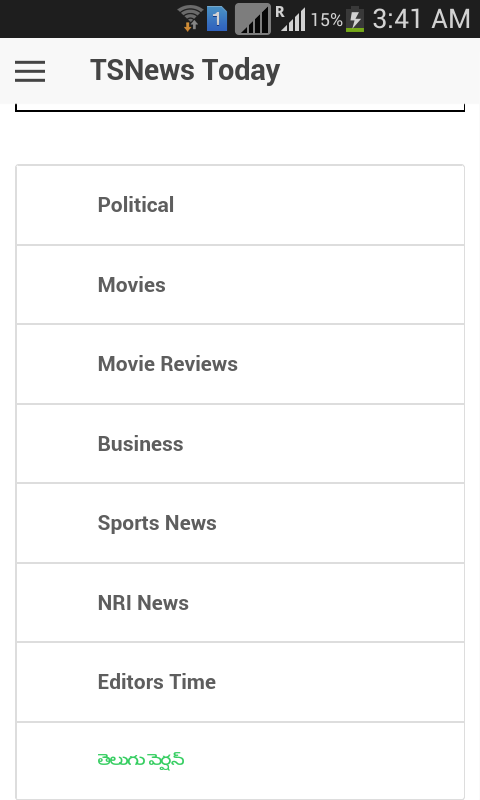 1 R 15% 3:41 AM
TSNews Today
Political
Movies
Movie Reviews
Business
Sports News
NRI News
Editors Time
తెలుగు వెర్షన్